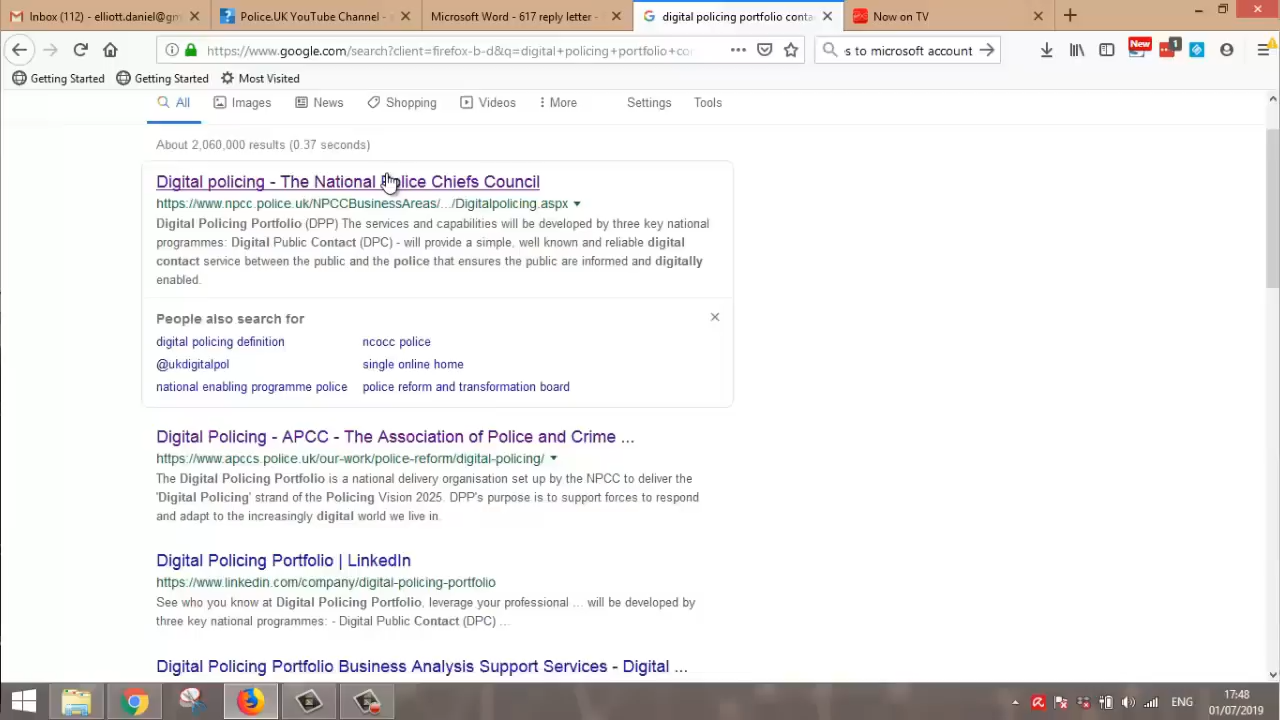 Inbox (112) - elliott.daniel@gm
Police.UK YouTube Channel -
Microsoft Word - 617 reply letter -
digital policing portfolio conta
Now on TV
https://www.google.com/search?client=firefox-b-d&q=digital+policing+portfolio+co
s to microsoft account
New
1
Getting Started
Getting Started
Most Visited
All
Images
News
Shopping
Videos
More
Settings
Tools
About 2,060,000 results (0.37 seconds)
Digital policing - The National Police Chiefs Council
https://www.npcc.police.uk/NPCCBusinessAreas/.../Digitalpolicing.aspx
Digital Policing Portfolio (DPP) The services and capabilities will be developed by three key national
programmes: Digital Public Contact (DPC) - will provide a simple, well known and reliable digital
contact service between the public and the police that ensures the public are informed and digitally
enabled.
People also search for
digital policing definition
ncocc police
@ukdigitalpol
single online home
national enabling programme police
police reform and transformation board
Digital Policing - APCC - The Association of Police and Crime ...
https://www.apccs.police.uk/our-work/police-reform/digital-policing/
The Digital Policing Portfolio is a national delivery organisation set up by the NPCC to deliver the
'Digital Policing' strand of the Policing Vision 2025. DPP's purpose is to support forces to respond
and adapt to the increasingly digital world we live in.
Digital Policing Portfolio | LinkedIn
https://www.linkedin.com/company/digital-policing-portfolio
See who you know at Digital Policing Portfolio, leverage your professional ... will be developed by
three key national programmes: - Digital Public Contact (DPC) ...
Digital Policing Portfolio Business Analysis Support Services - Digital ...
ENG
17:48
01/07/2019